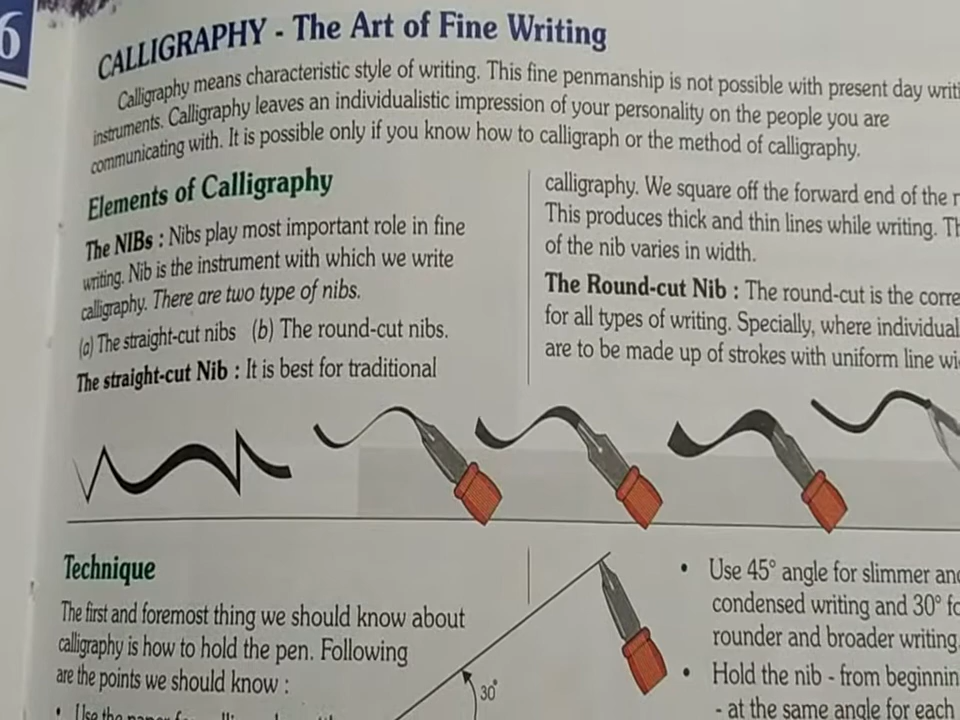 6
CALLIGRAPHY - The Art of Fine Writing
Calligraphy means characteristic style of writing. This fine penmanship is not possible with present day
instruments. Calligraphy leaves an individualistic impression of your personality on the people you are
communicating with. It is possible only if you know how to calligraph or the method of calligraphy.
Elements of Calligraphy
The NIBs : Nibs play most important role in fine
writing. Nib is the instrument with which we write
calligraphy. There are two type of nibs.
(a) The straight-cut nibs (b) The round-cut nibs.
The straight-cut Nib : It is best for traditional
calligraphy. We square off the forward end of the
This produces thick and thin lines while writing.
of the nib varies in width.
The Round-cut Nib : The round-cut is the
for all types of writing. Specially, where
are to be made up of strokes with uniform line
Technique
The first and foremost thing we should know about
calligraphy is how to hold the pen. Following
are the points we should know :
• Use the
30°
• Use 45° angle for slimmer
condensed writing and 30°
rounder and broader writing.
• Hold the nib - from
- at the same angle for each